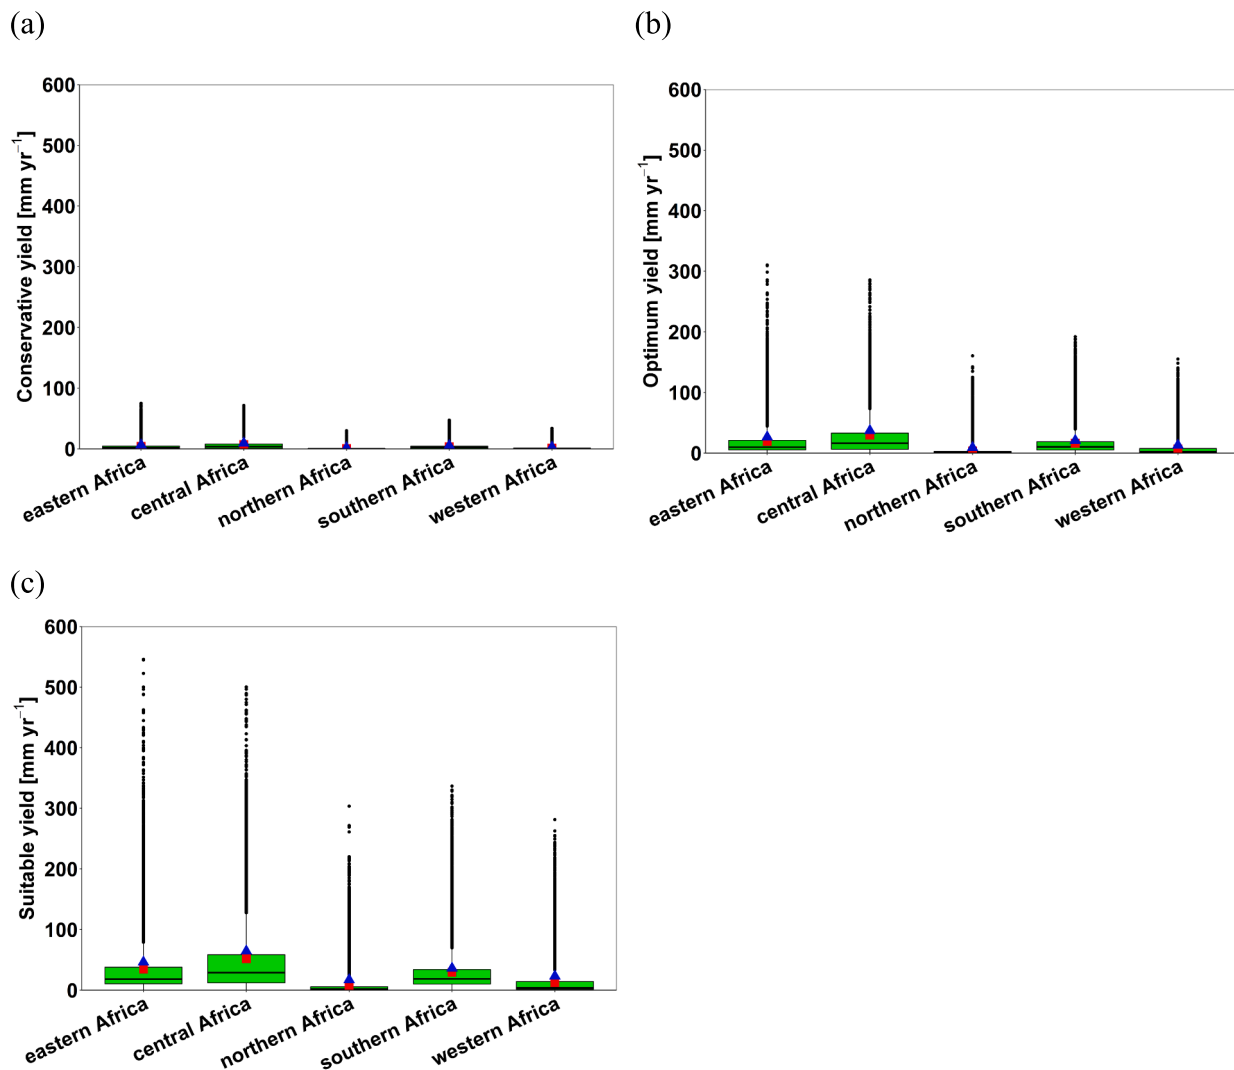 (a)
600
500
400
300
200
100
0
Conservative yield [mm yr⁻¹]
eastern Africa
central Africa
northern Africa
southern Africa
western Africa
(b)
600
500
400
300
200
100
0
Optimum yield [mm yr⁻¹]
eastern Africa
central Africa
northern Africa
southern Africa
western Africa
(c)
600
500
400
300
200
100
0
Suitable yield [mm yr⁻¹]
eastern Africa
central Africa
northern Africa
southern Africa
western Africa